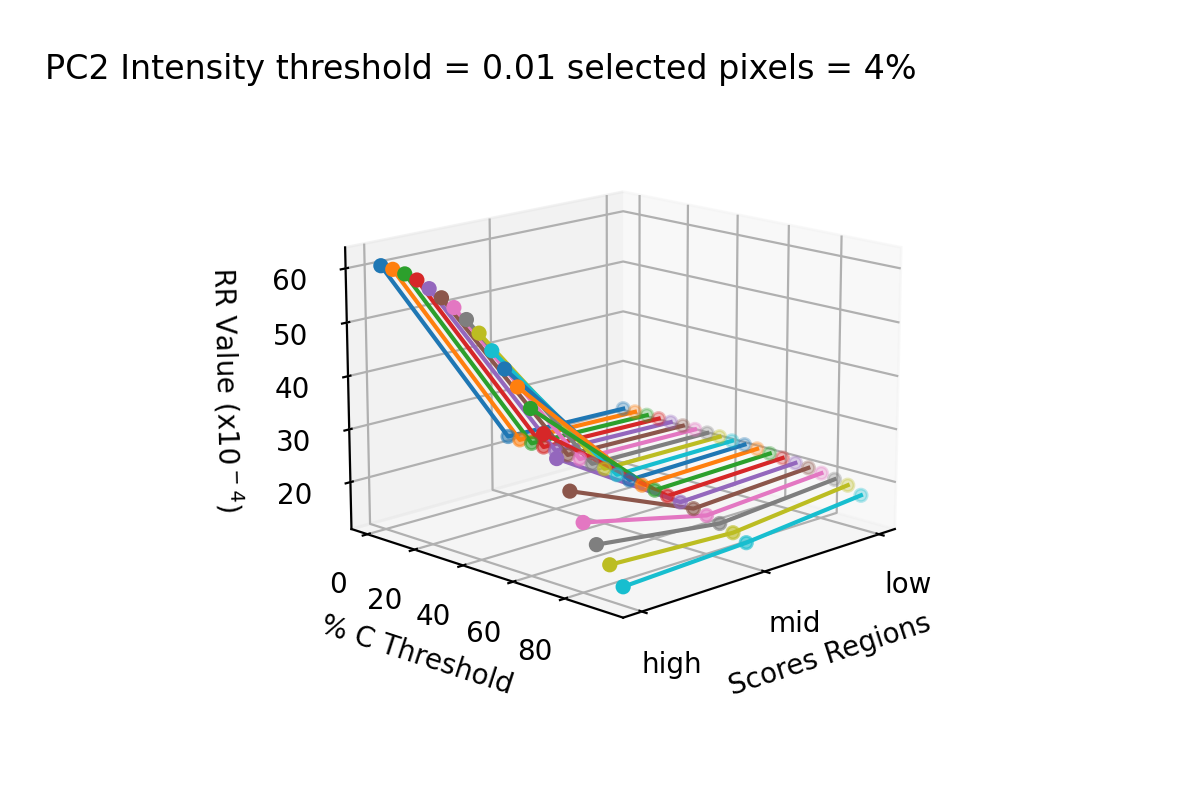 PC2 Intensity threshold = 0.01 selected pixels = 4%
RR Value (x10⁻⁴)
60
50
40
30
20
0
20
40
60
80
% C Threshold
high
mid
low
Scores Regions